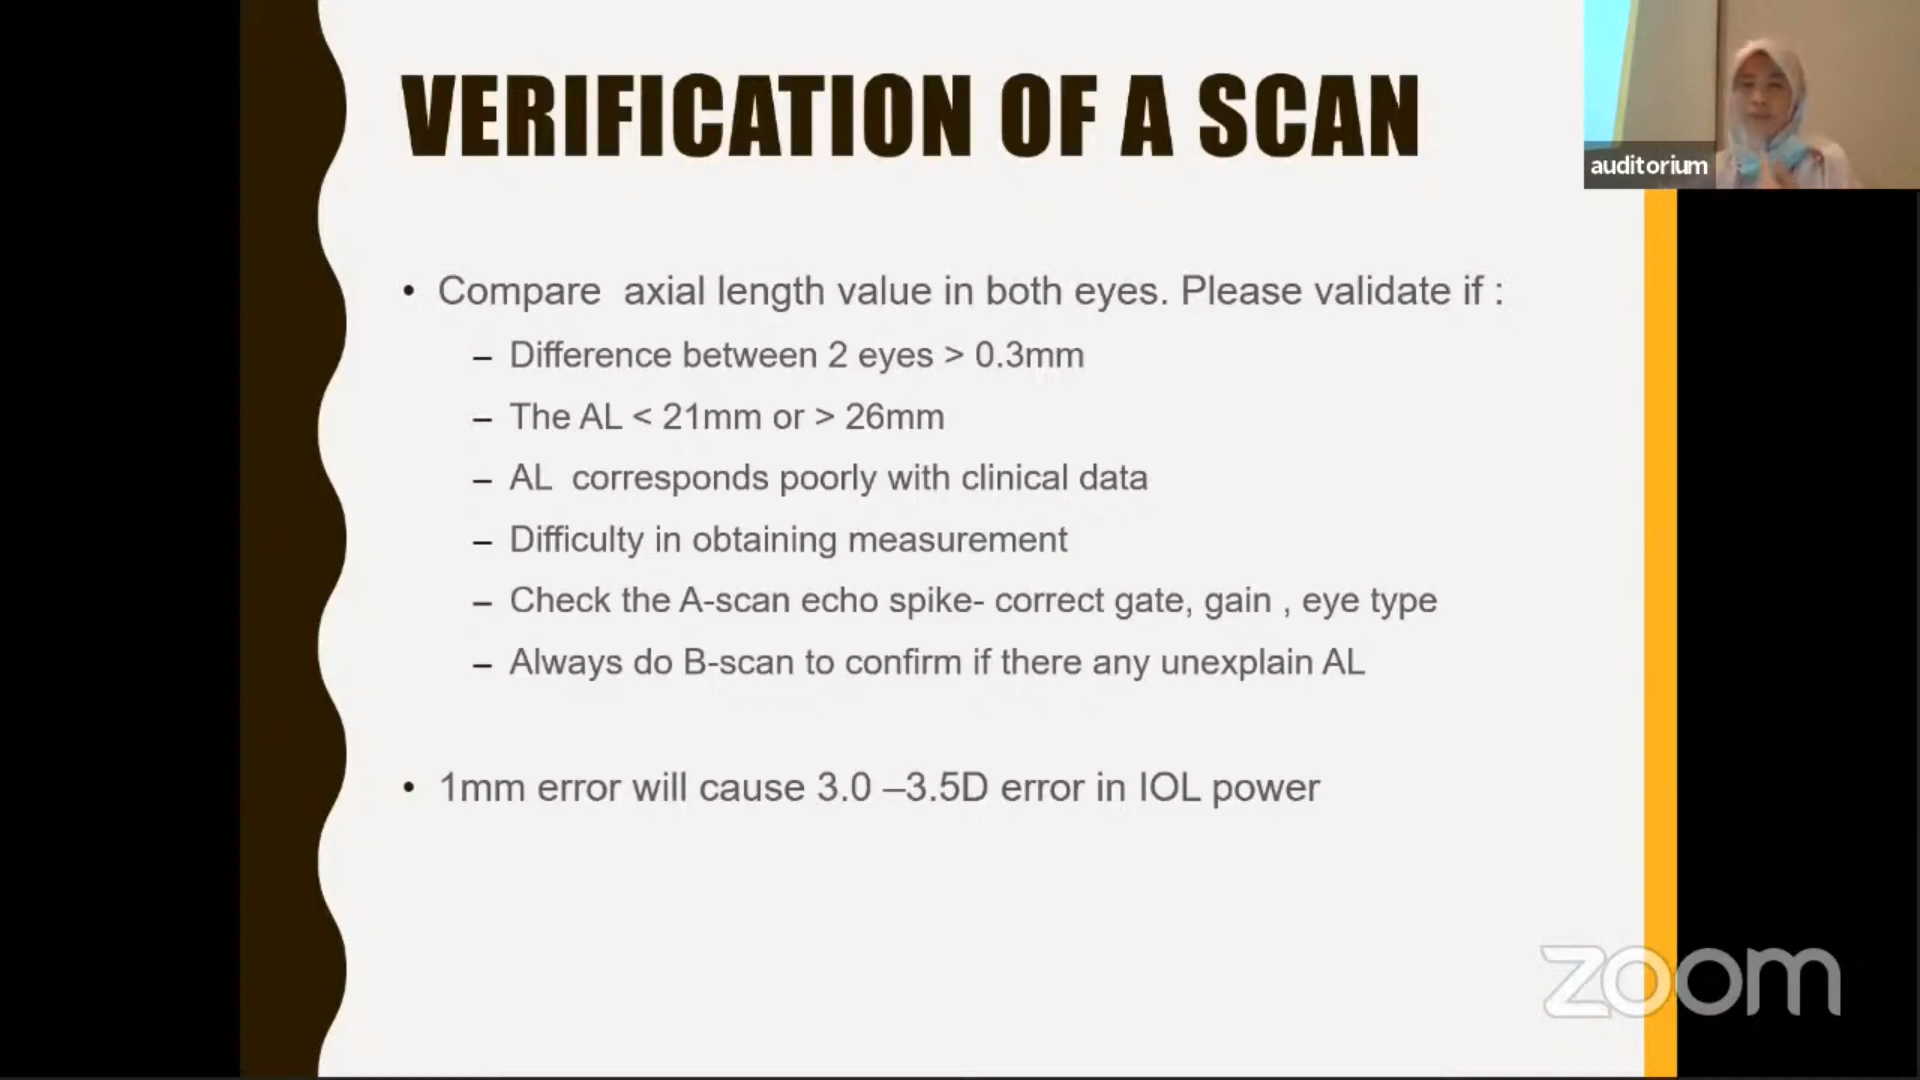 VERIFICATION OF A SCAN
auditorium
• Compare  axial length value in both eyes. Please validate if :
– Difference between 2 eyes > 0.3mm
– The AL < 21mm or > 26mm
– AL  corresponds poorly with clinical data
– Difficulty in obtaining measurement
– Check the A-scan echo spike- correct gate, gain , eye type
– Always do B-scan to confirm if there any unexplain AL
• 1mm error will cause 3.0 –3.5D error in IOL power
zoom